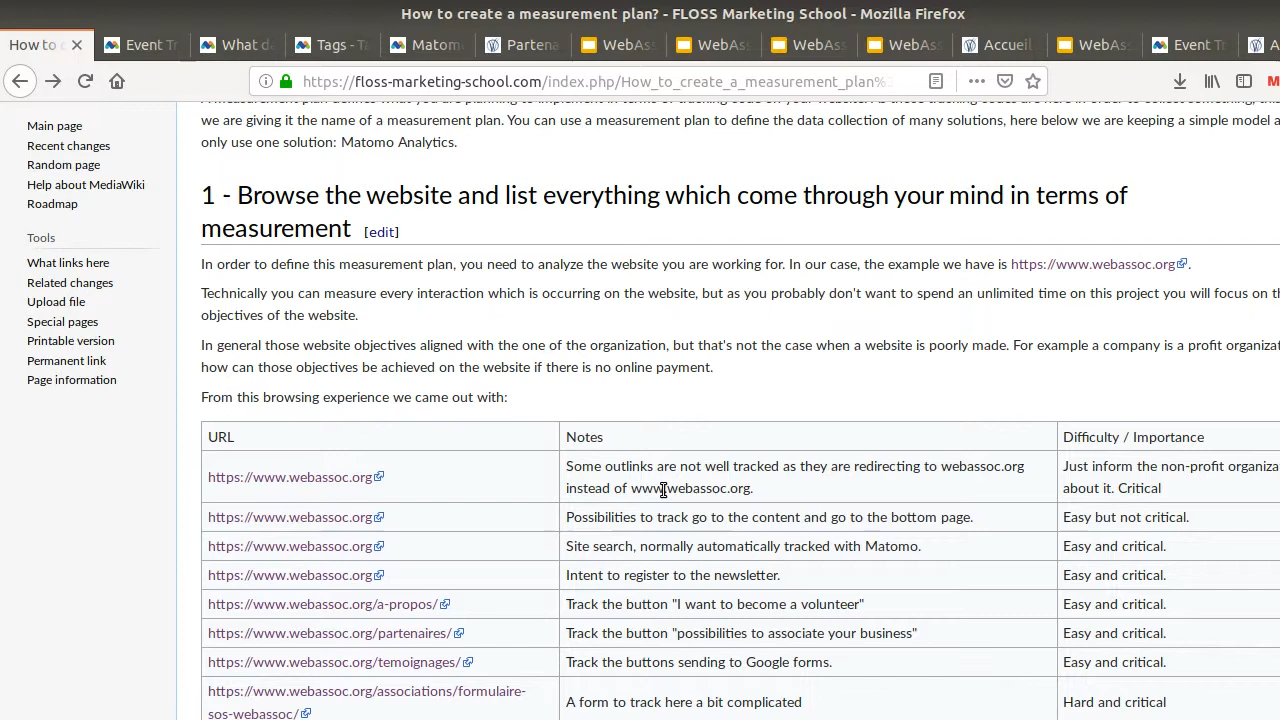 How to create a measurement plan? - FLOSS Marketing School - Mozilla Firefox
How to
Event Tr
What d
Tags - T
Matom
Partena
WebAss
WebAss
WebAss
WebAss
Accueil
WebAss
Event Tr
A
https://floss-marketing-school.com/index.php/How_to_create_a_measurement_plan%
M
Main page
Recent changes
Random page
Help about MediaWiki
Roadmap
Tools
What links here
Related changes
Upload file
Special pages
Printable version
Permanent link
Page information
we are giving it the name of a measurement plan. You can use a measurement plan to define the data collection of many solutions, here below we are keeping a simple model a
only use one solution: Matomo Analytics.
1 - Browse the website and list everything which come through your mind in terms of
measurement [edit]
In order to define this measurement plan, you need to analyze the website you are working for. In our case, the example we have is https://www.webassoc.org.
Technically you can measure every interaction which is occurring on the website, but as you probably don't want to spend an unlimited time on this project you will focus on th
objectives of the website.
In general those website objectives aligned with the one of the organization, but that's not the case when a website is poorly made. For example a company is a profit organizat
how can those objectives be achieved on the website if there is no online payment.
From this browsing experience we came out with:
URL Notes Difficulty / Importance
https://www.webassoc.org
Some outlinks are not well tracked as they are redirecting to webassoc.org
instead of www.webassoc.org.
Just inform the non-profit organiza
about it. Critical
https://www.webassoc.org Possibilities to track go to the content and go to the bottom page. Easy but not critical.
https://www.webassoc.org Site search, normally automatically tracked with Matomo. Easy and critical.
https://www.webassoc.org Intent to register to the newsletter. Easy and critical.
https://www.webassoc.org/a-propos/ Track the button "I want to become a volunteer" Easy and critical.
https://www.webassoc.org/partenaires/ Track the button "possibilities to associate your business" Easy and critical.
https://www.webassoc.org/temoignages/ Track the buttons sending to Google forms. Easy and critical.
https://www.webassoc.org/associations/formulaire-
sos-webassoc/
A form to track here a bit complicated Hard and critical